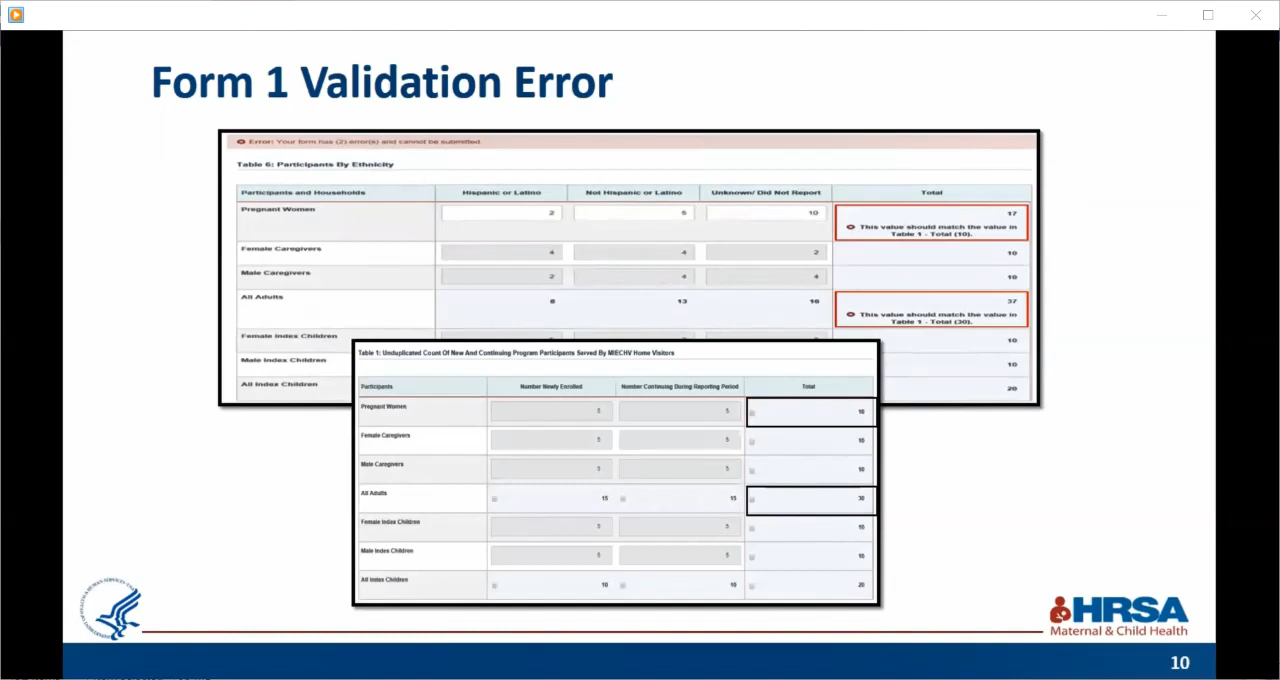 Form 1 Validation Error
Error: Your form has (2) error(s) and cannot be submitted.
Table 6: Participants By Ethnicity
Participants and Households Hispanic or Latino Not Hispanic or Latino Unknown/ Did Not Report Total
Pregnant Women 2 5 10 17
This value should match the value in
Table 1 - Total (10).
Female Caregivers 4 4 2 10
Male Caregivers 2 4 4 10
All Adults 8 13 16 37
This value should match the value in
Table 1 - Total (30).
Female Index Children 10
Male Index Children 10
All Index Children 20
Table 1: Unduplicated Count Of New And Continuing Program Participants Served By MIECHV Home Visitors
Participants Number Newly Enrolled Number Continuing During Reporting Period Total
Pregnant Women 5 5 10
Female Caregivers 5 5 10
Male Caregivers 5 5 10
All Adults 15 15 30
Female Index Children 5 5 10
Male Index Children 5 5 10
All Index Children 10 10 20
HRSA
Maternal & Child Health
10